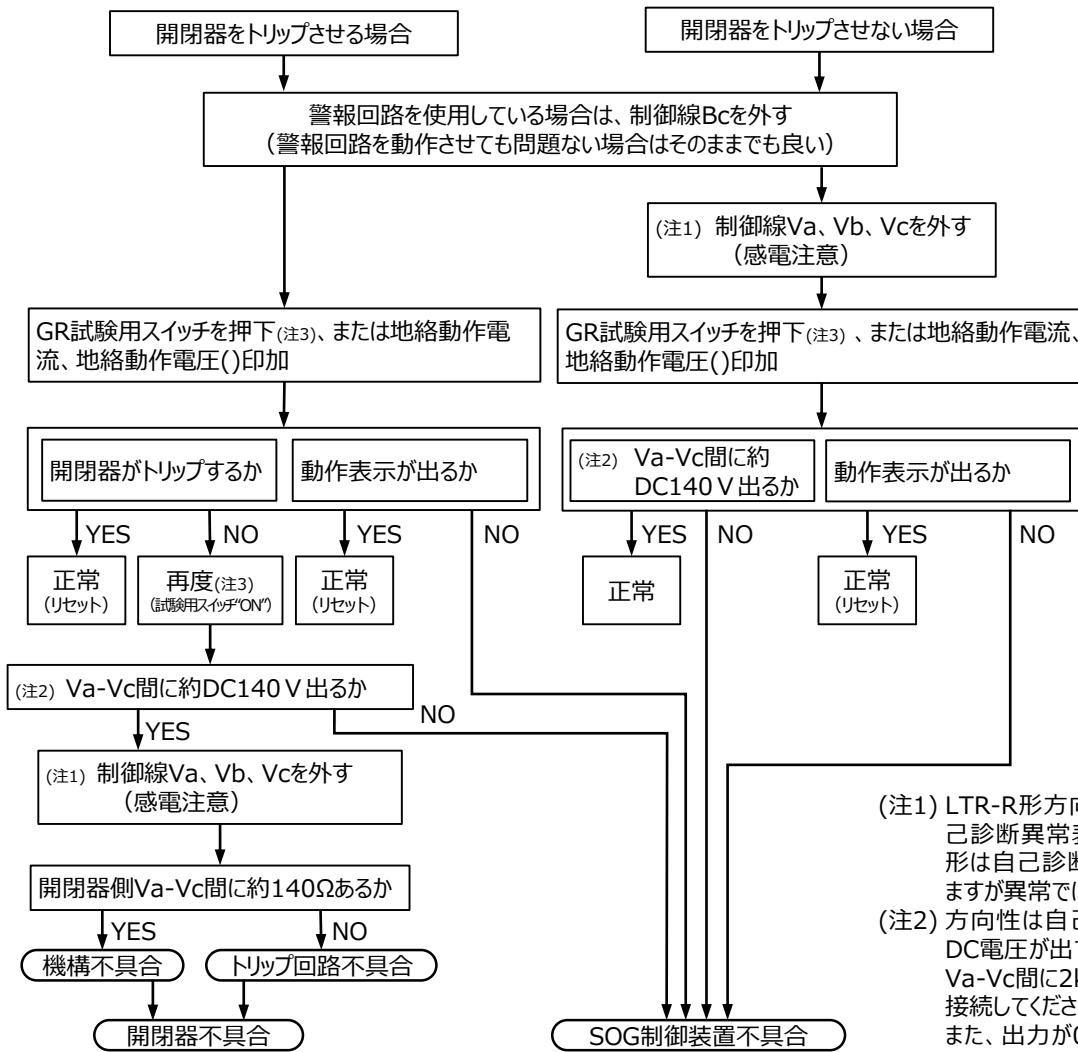 開閉器をトリップさせる場合
開閉器をトリップさせない場合
警報回路を使用している場合は、制御線Bcを外す
（警報回路を動作させても問題ない場合はそのままでも良い）
(注1) 制御線Va、Vb、Vcを外す
（感電注意）
GR試験用スイッチを押下(注3)、または地絡動作電
流、地絡動作電圧()印加
GR試験用スイッチを押下(注3) 、または地絡動作電流、
地絡動作電圧()印加
開閉器がトリップするか
動作表示が出るか
(注2) Va-Vc間に約
DC140 V 出るか
動作表示が出るか
YES
NO
YES
NO
YES
NO
YES
NO
正常
(リセット)
再度(注3)
(試験用スイッチ“ON”)
正常
(リセット)
正常
正常
(リセット)
(注2) Va-Vc間に約DC140 V 出るか
NO
YES
(注1) 制御線Va、Vb、Vcを外す
（感電注意）
開閉器側Va-Vc間に約140Ωあるか
YES
NO
機構不具合
トリップ回路不具合
開閉器不具合
SOG制御装置不具合
(注1) LTR-R形方
己診断異常
形は自己診
ますが異常で
(注2) 方向性は自
DC電圧が出
Va-Vc間に2
接続してくださ
また、出力が